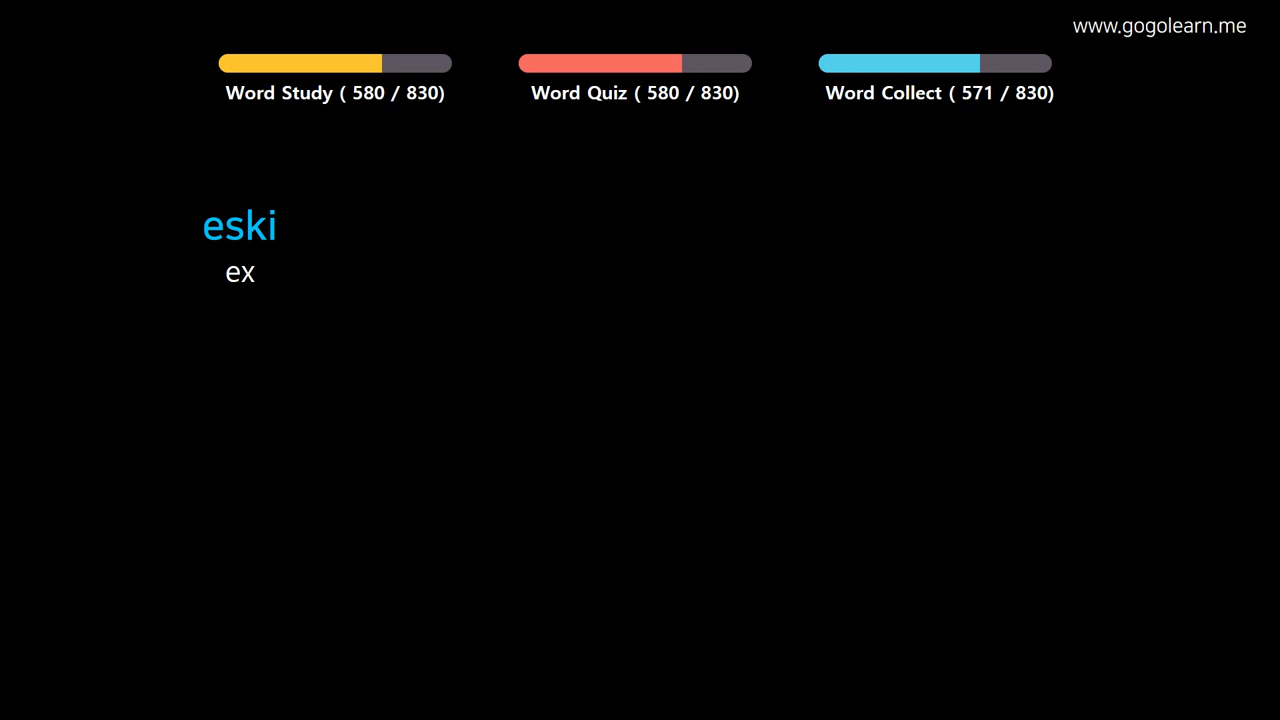 www.gogolearn.me
Word Study ( 580 / 830)
Word Quiz ( 580 / 830)
Word Collect ( 571 / 830)
eski
ex